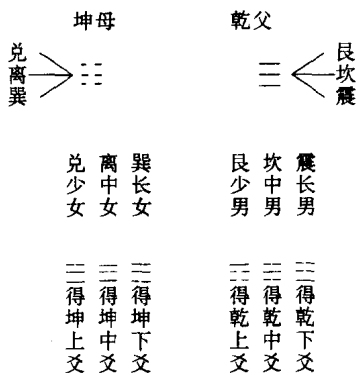 乾父
☰
艮
坎
震
坤母
☷
兑
离
巽
震长男
坎中男
艮少男
巽长女
离中女
兑少女
☳得乾下爻
☵得乾中爻
☶得乾上爻
☴得坤下爻
☲得坤中爻
☱得坤上爻